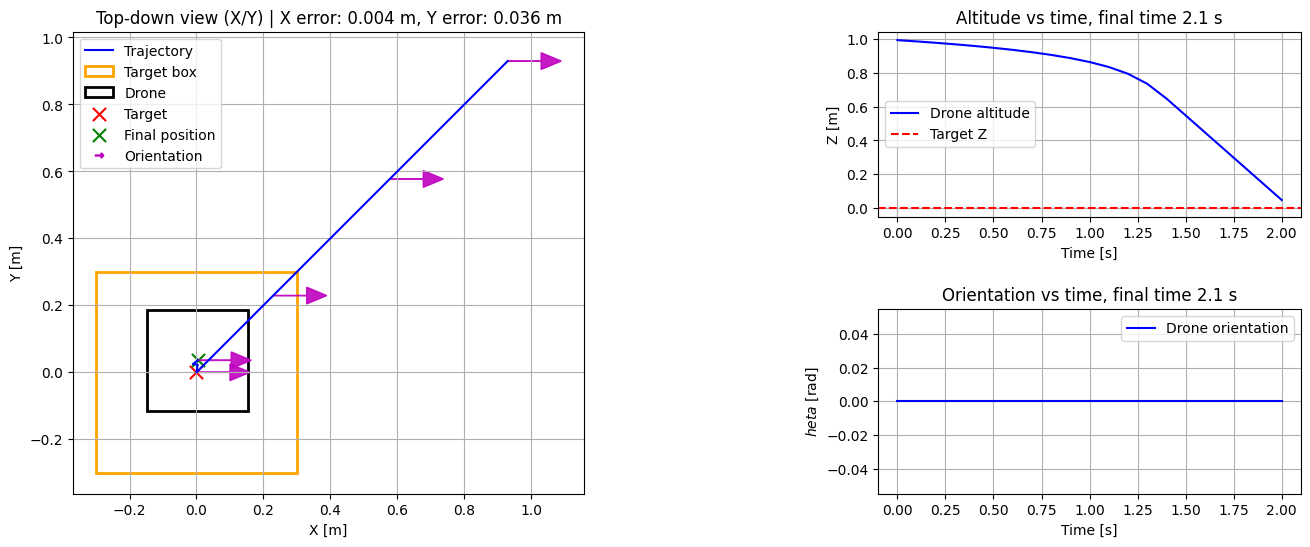 Top-down view (X/Y) | X error: 0.004 m, Y error: 0.036 m
Trajectory
Target box
Drone
Target
Final position
Orientation
Y [m]
1.0
0.8
0.6
0.4
0.2
0.0
−0.2
−0.2
0.0
0.2
0.4
0.6
0.8
1.0
X [m]
Altitude vs time, final time 2.1 s
Drone altitude
Target Z
Z [m]
1.0
0.8
0.6
0.4
0.2
0.0
0.00
0.25
0.50
0.75
1.00
1.25
1.50
1.75
2.00
Time [s]
Orientation vs time, final time 2.1 s
Drone orientation
heta [rad]
0.04
0.02
0.00
−0.02
−0.04
0.00
0.25
0.50
0.75
1.00
1.25
1.50
1.75
2.00
Time [s]